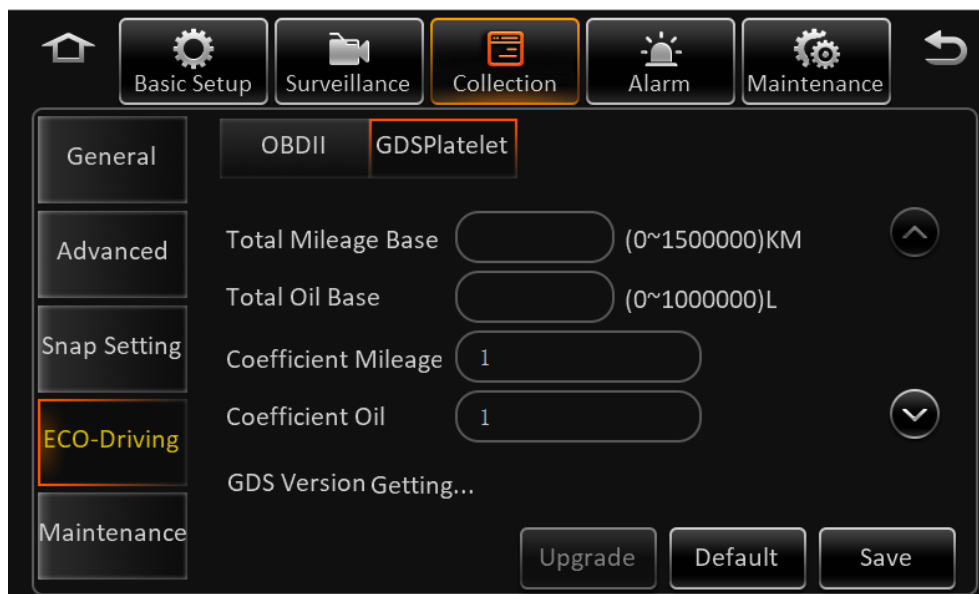 Basic Setup Surveillance Collection Alarm Maintenance
General
OBDII GDSPlatelet
Advanced
Total Mileage Base (0~1500000)KM
Total Oil Base (0~1000000)L
Snap Setting
Coefficient Mileage 1
Coefficient Oil 1
ECO-Driving
GDS Version Getting...
Maintenance
Upgrade Default Save